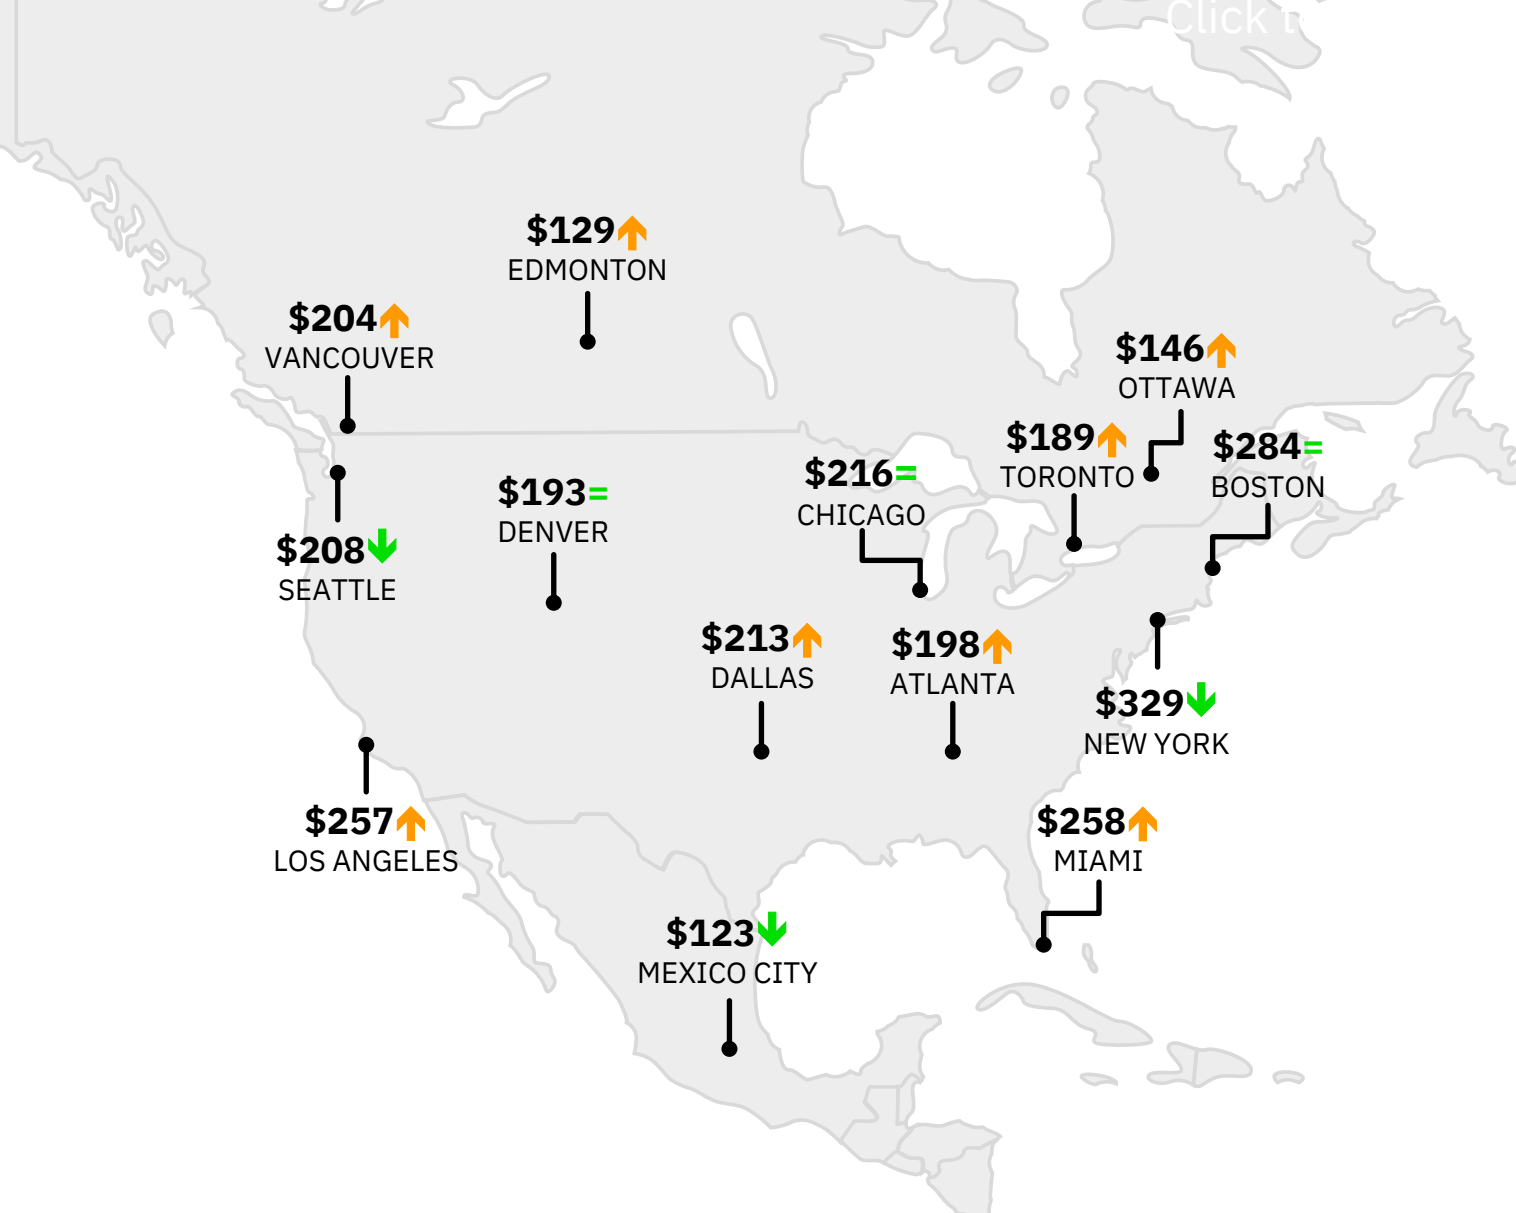 Click t
$129
EDMONTON
$204
VANCOUVER
$146
OTTAWA
$189
TORONTO
$284=
BOSTON
$216=
CHICAGO
$193=
DENVER
$208
SEATTLE
$213
DALLAS
$198
ATLANTA
$329
NEW YORK
$257
LOS ANGELES
$258
MIAMI
$123
MEXICO CITY